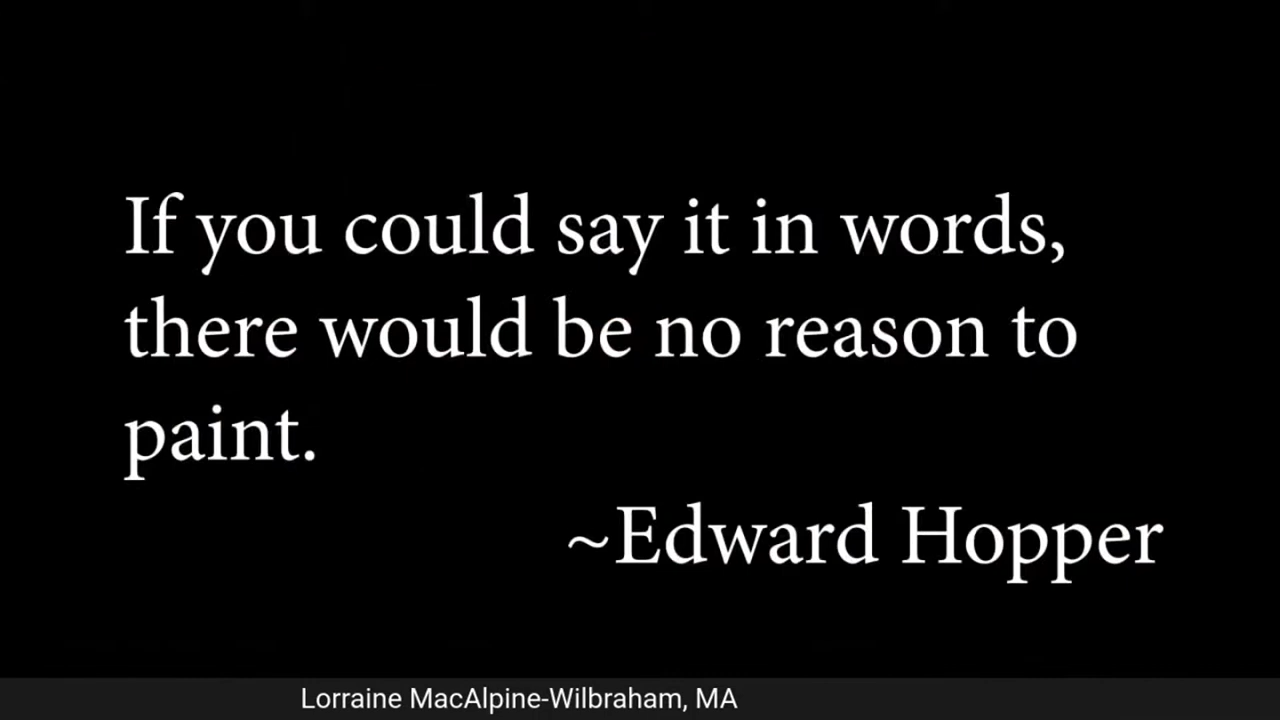 If you could say it in words,
there would be no reason to
paint.
~Edward Hopper
Lorraine MacAlpine-Wilbraham, MA